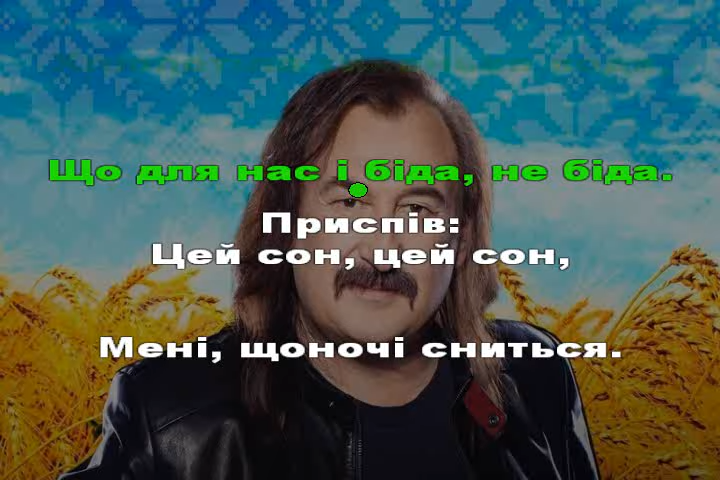 Що для нас і біда, не біда.
Приспів:
Цей сон, цей сон,
Мені, щоночі сниться.